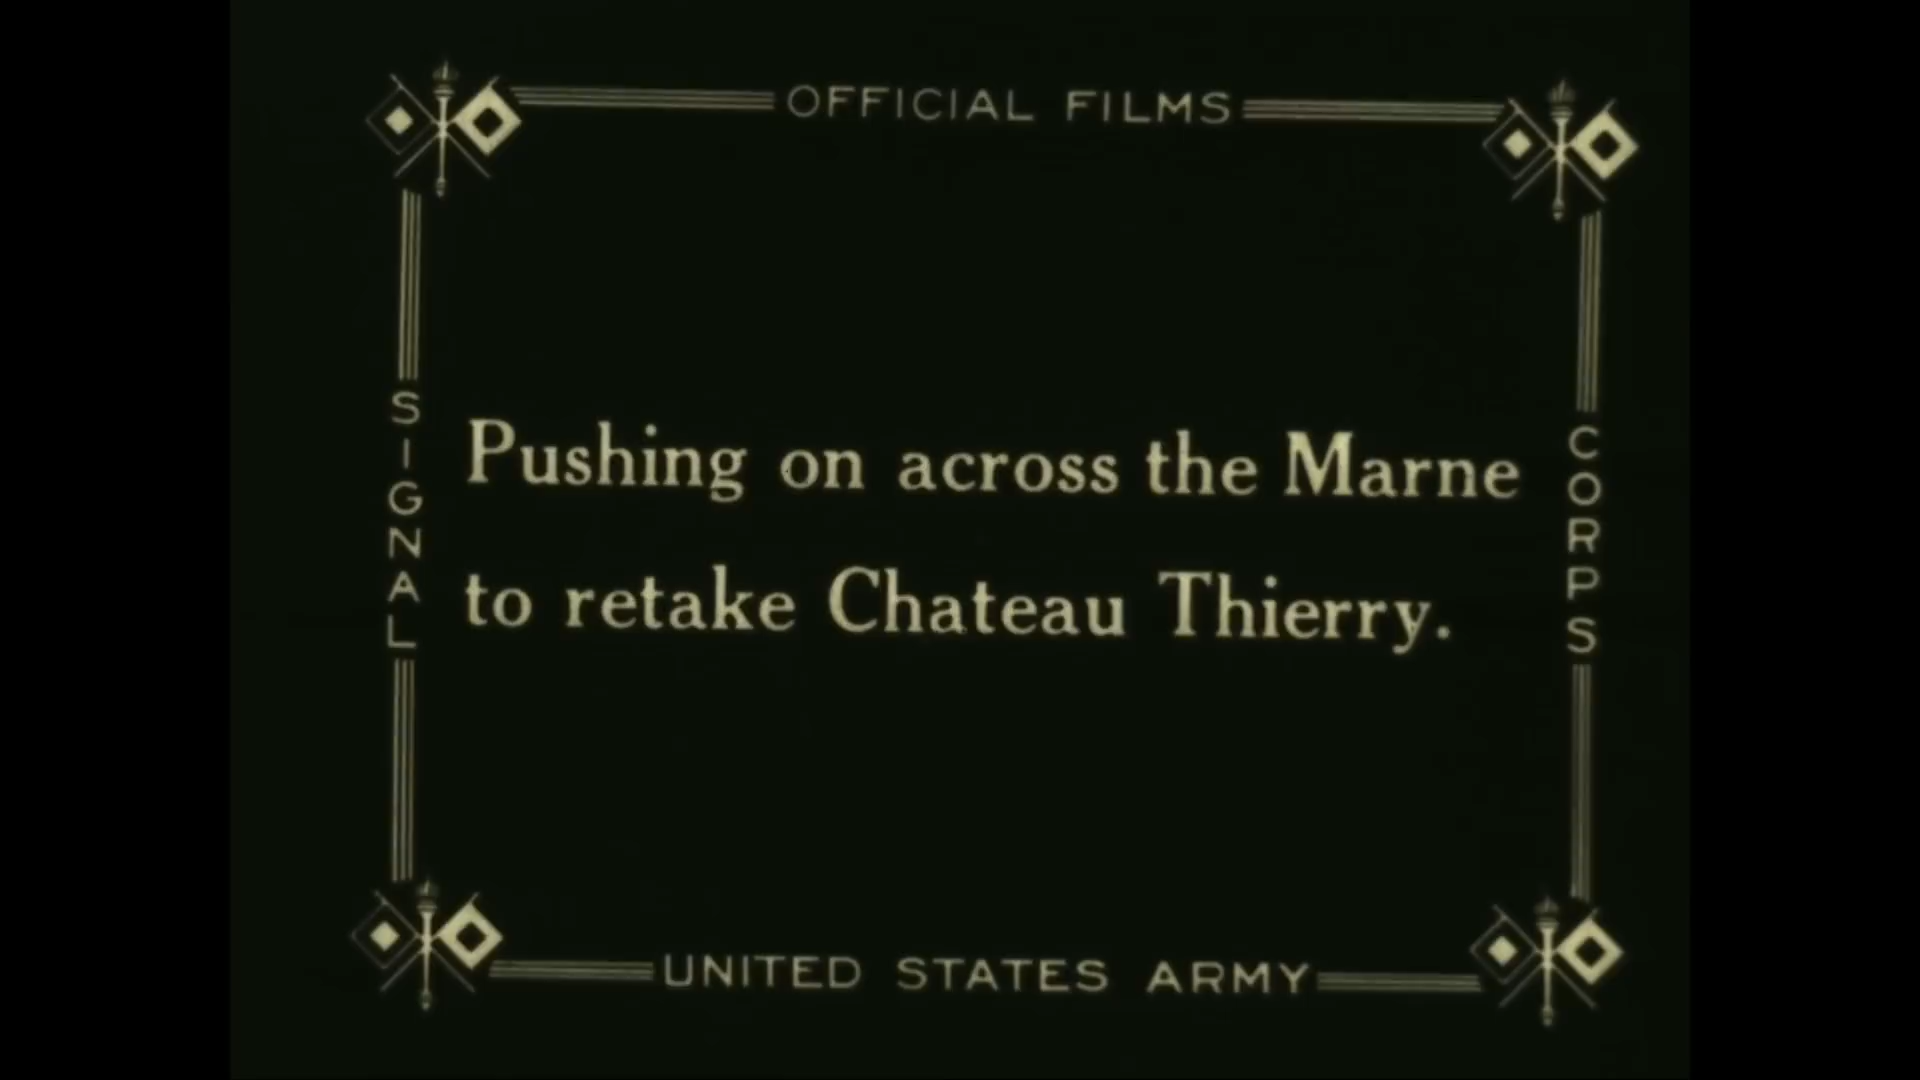 OFFICIAL FILMS
SIGNAL
Pushing on across the Marne
to retake Chateau Thierry.
CORPS
UNITED STATES ARMY